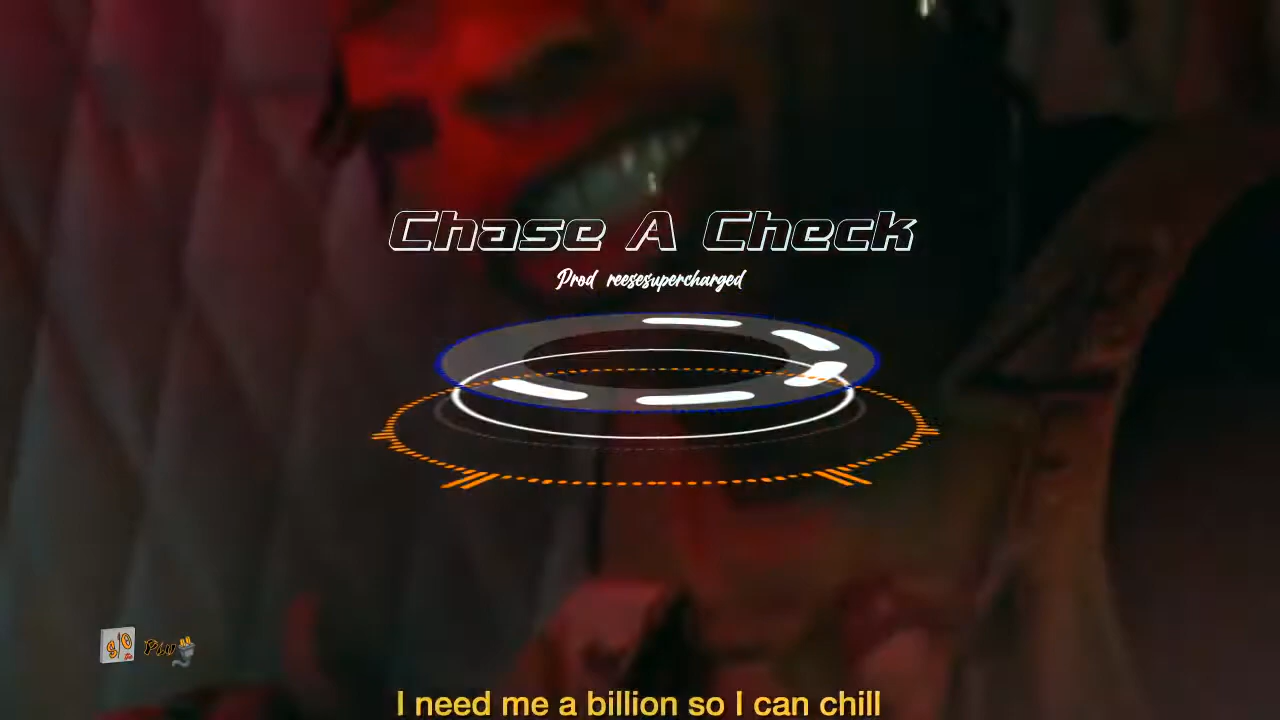 Chase A Check
Prod reesesupercharged
I need me a billion so I can chill